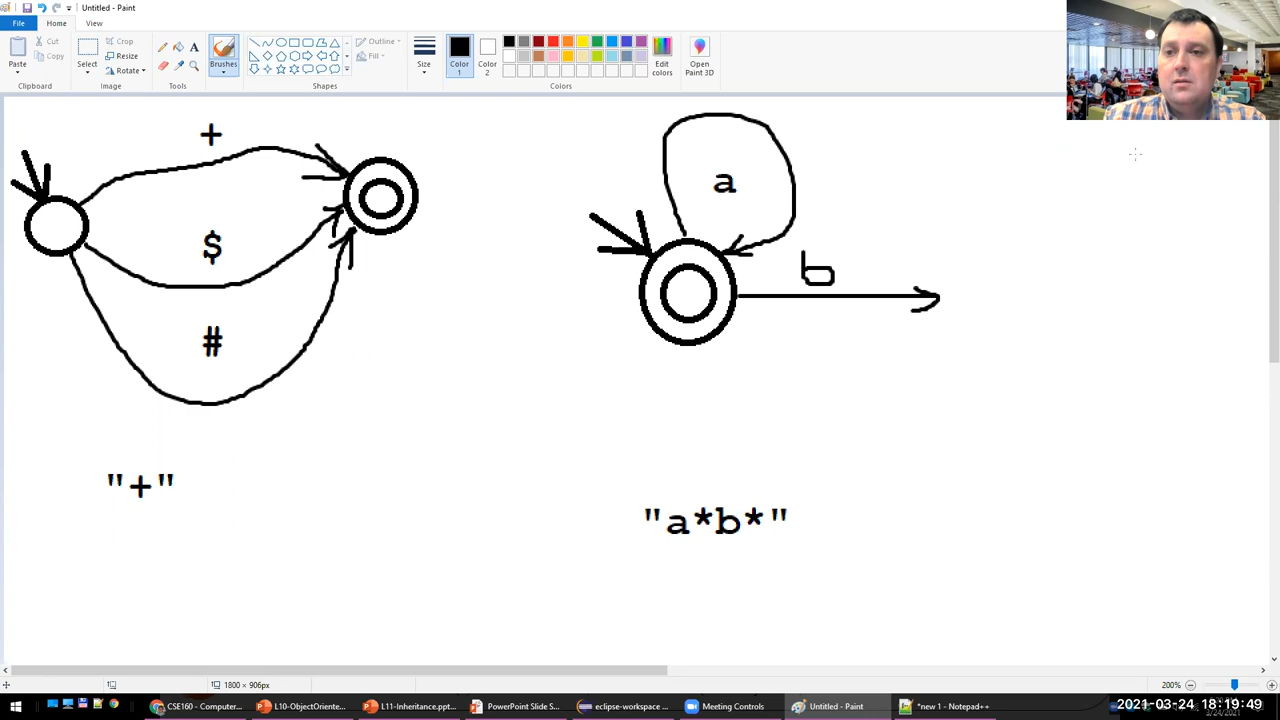 Untitled - Paint
File Home View
Paste Cut Copy Clipboard
Select Crop Resize Rotate Image
Tools
Brushes
Outline Fill Shapes
Size
Color 1
Color 2
Edit colors
Colors
Open Paint 3D
+
$
#
"+"
a
b
"a*b*"
1800 × 906px
200%
CSE160 - Computer...
L10-ObjectOriente...
L11-Inheritance.ppt...
PowerPoint Slide S...
eclipse-workspace ...
Meeting Controls
Untitled - Paint
*new 1 - Notepad++
2021-03-24 18:19:49
3/24/2021